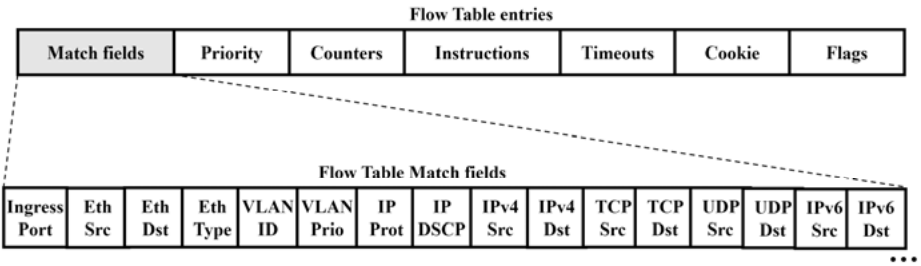 Flow Table entries
Match fields Priority Counters Instructions Timeouts Cookie Flags
Flow Table Match fields
Ingress Eth Eth Eth VLAN VLAN IP IP IPv4 IPv4 TCP TCP UDP UDP IPv6 IPv6
Port Src Dst Type ID Prio Prot DSCP Src Dst Src Dst Src Dst Src Dst
...